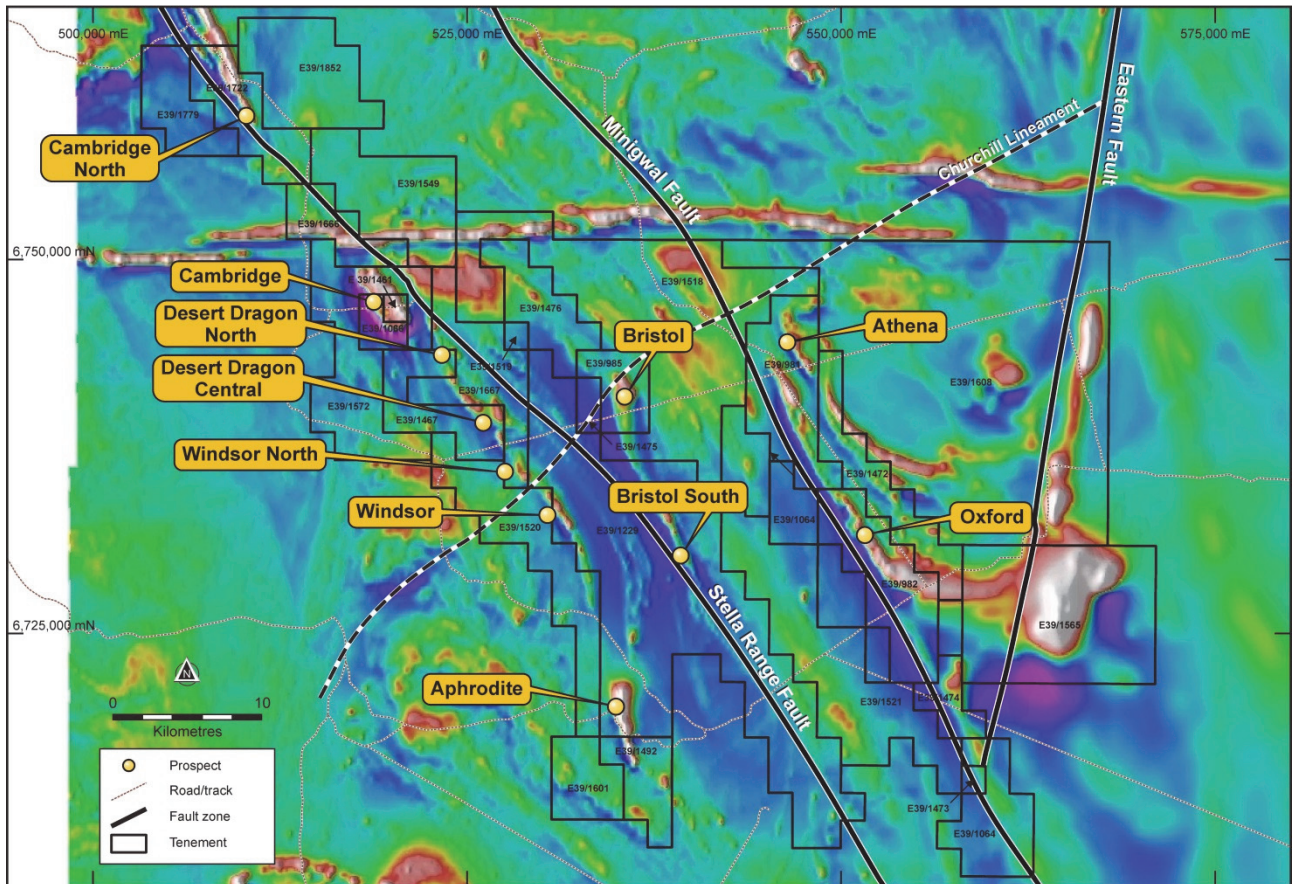 500,000 mE
525,000 mE
550,000 mE
575,000 mE
E39/1852
E39/1722
E39/1779
Cambridge
North
Minigwal Fault
Churchill Lineament
Eastern Fault
E39/1549
E39/1666
6,750,000 mN
Cambridge
E39/1461
E39/1518
E39/1476
Desert Dragon
North
Bristol
Athena
E39/1519
E39/985
E39/981
Desert Dragon
Central
E39/1667
E39/1608
E39/1572
E39/1467
E39/1475
Windsor North
E39/1472
Bristol South
Windsor
E39/1520
E39/1229
E39/1064
Oxford
E39/982
Stella Range Fault
E39/1565
6,725,000 mN
Aphrodite
E39/1521
N
0
10
Kilometres
E39/1492
E39/1601
E39/1473
E39/1064
Prospect
Road/track
Fault zone
Tenement